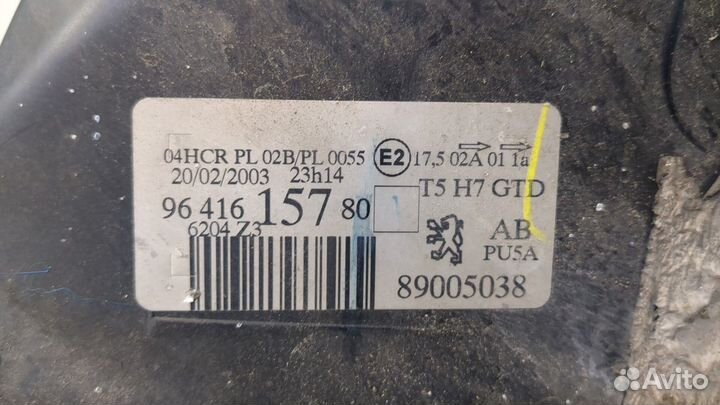 04HCR PL 02B/PL 0055 E2 17,5 02A 01 1a
20/02/2003 23h14
T5 H7 GTD
96 416 157 80
6204 Z3
AB
PU5A
89005038
Avito